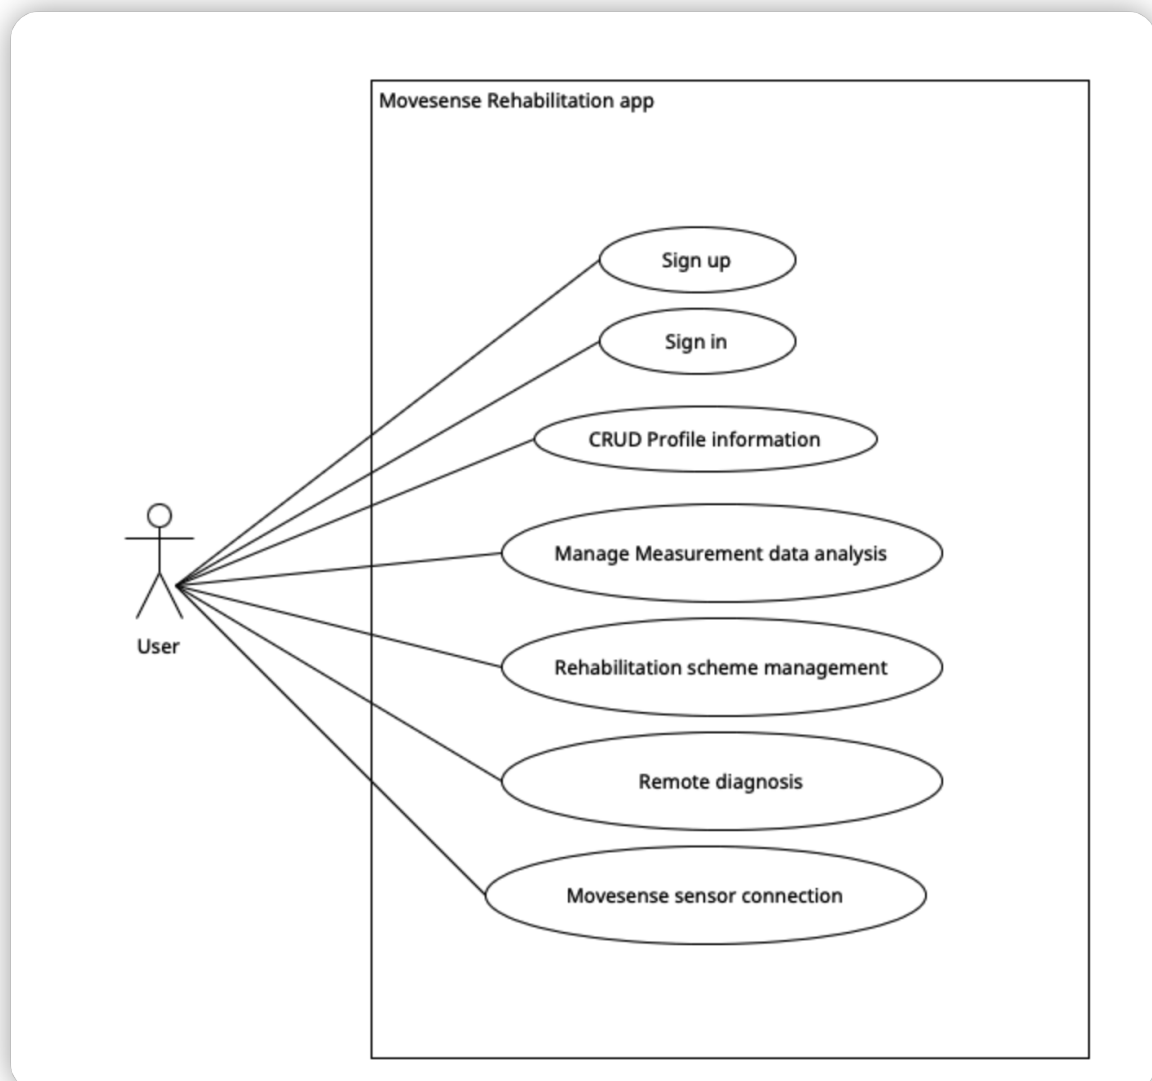 Movesense Rehabilitation app
Sign up
Sign in
CRUD Profile information
Manage Measurement data analysis
User
Rehabilitation scheme management
Remote diagnosis
Movesense sensor connection